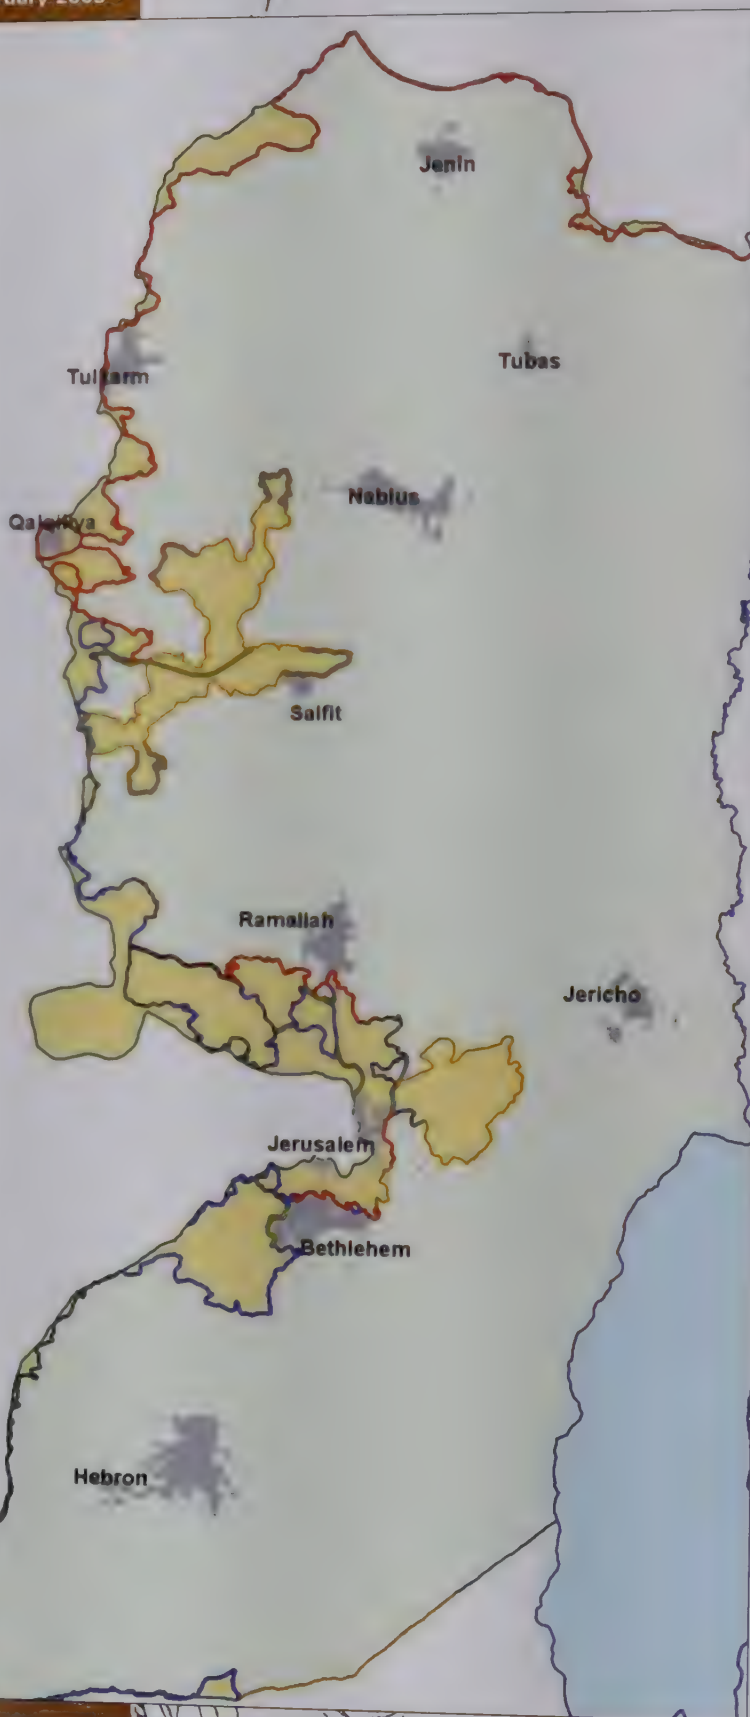 Jenin
Tubas
Tulkarm
Nablus
Qalqiliya
Salfit
Ramallah
Jericho
Jerusalem
Bethlehem
Hebron